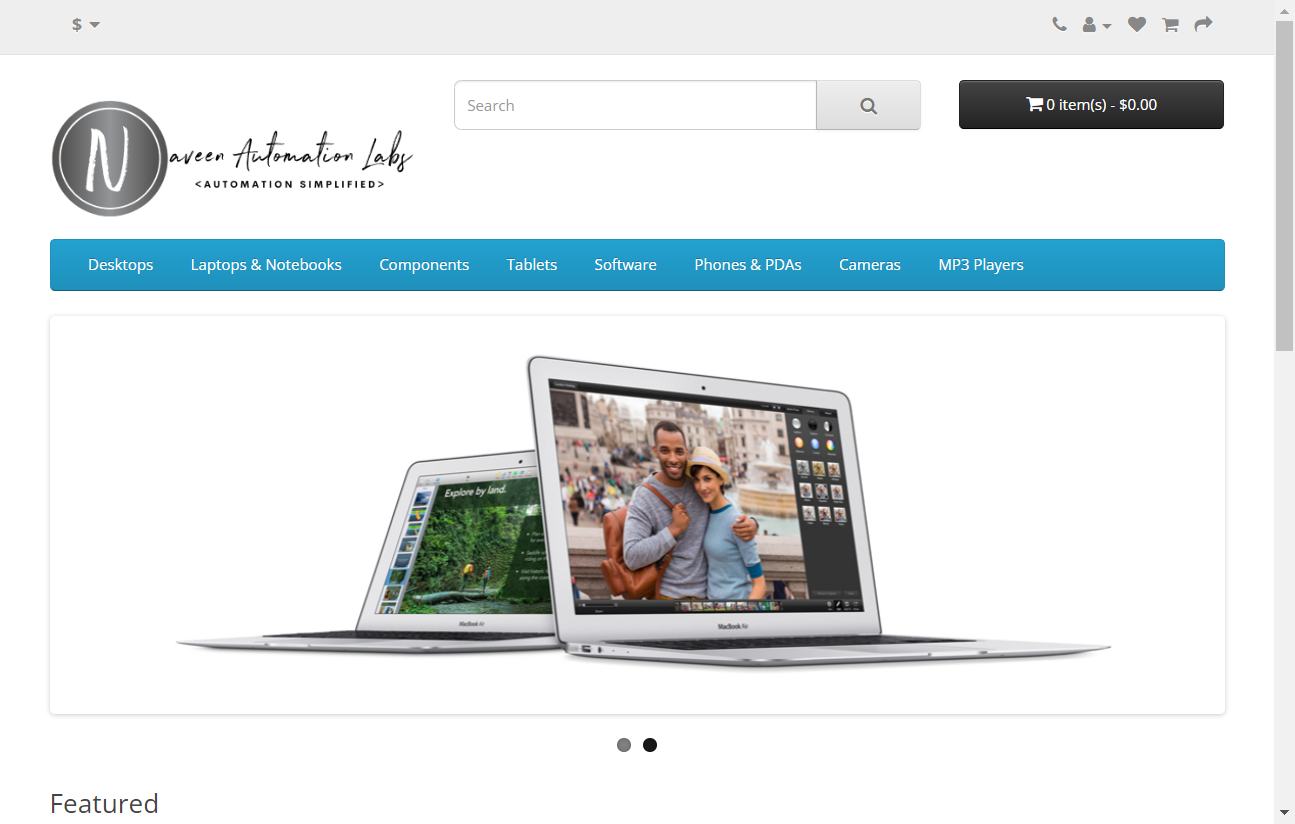 $
Search
0 item(s) - $0.00
N
aveen Automation Labs
<AUTOMATION SIMPLIFIED>
Desktops
Laptops & Notebooks
Components
Tablets
Software
Phones & PDAs
Cameras
MP3 Players
Explore by land.
MacBook Air
MacBook Air
Featured